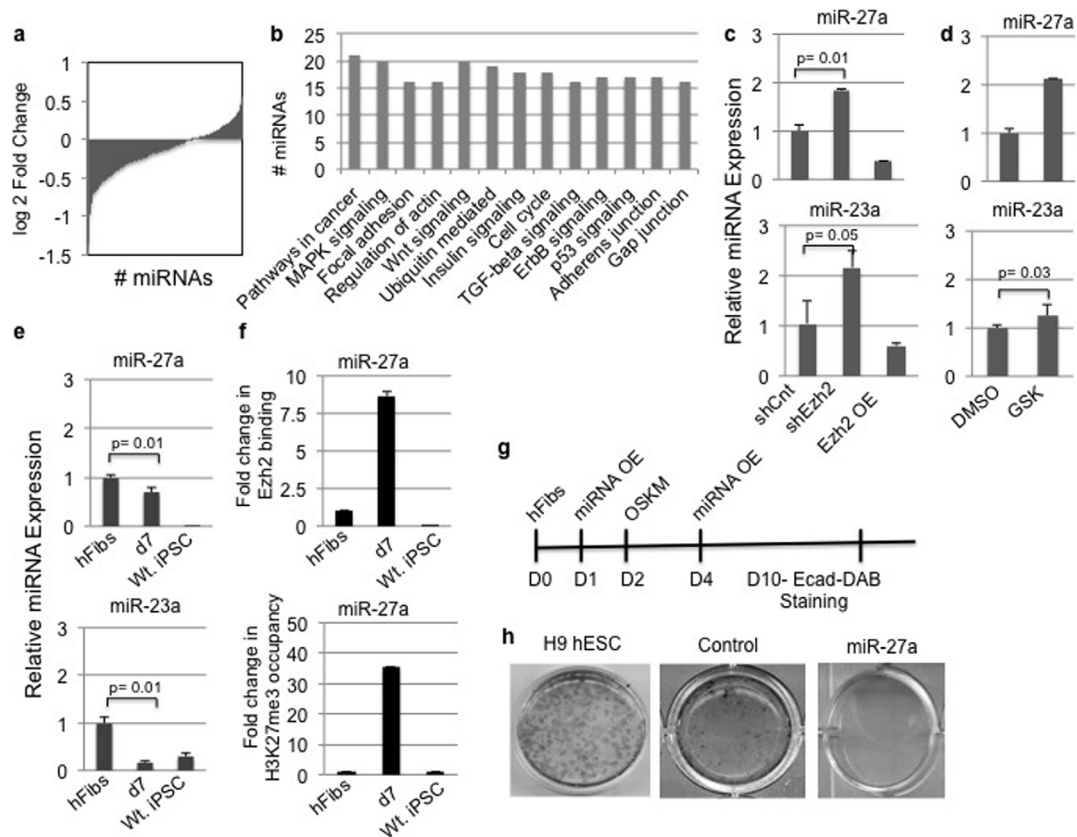 a
log 2 Fold Change
1
0.5
0
-0.5
-1
-1.5
# miRNAs
b
# miRNAs
25
20
15
10
5
0
Pathways in cancer
MAPK signaling
Focal adhesion
Regulation of actin
Wnt signaling
Ubiquitin mediated
Insulin signaling
Cell cycle
TGF-beta signaling
ErbB signaling
p53 signaling
Adherens junction
Gap junction
c
Relative miRNA Expression
miR-27a
3
2
1
0
p= 0.01
miR-23a
3
2
1
0
p= 0.05
shCnt
shEzh2
Ezh2 OE
d
miR-27a
3
2
1
0
miR-23a
3
2
1
0
p= 0.03
DMSO
GSK
e
Relative miRNA Expression
miR-27a
3
2
1
0
p= 0.01
hFibs
d7
Wt. iPSC
miR-23a
3
2
1
0
p= 0.01
hFibs
d7
Wt. iPSC
f
miR-27a
Fold change in
Ezh2 binding
10
7.5
5
2.5
0
hFibs
d7
Wt. iPSC
miR-27a
Fold change in
H3K27me3 occupancy
50
40
30
20
10
0
hFibs
d7
Wt. iPSC
g
hFibs
miRNA OE
OSKM
miRNA OE
D0
D1
D2
D4
D10- Ecad-DAB
Staining
h
H9 hESC
Control
miR-27a